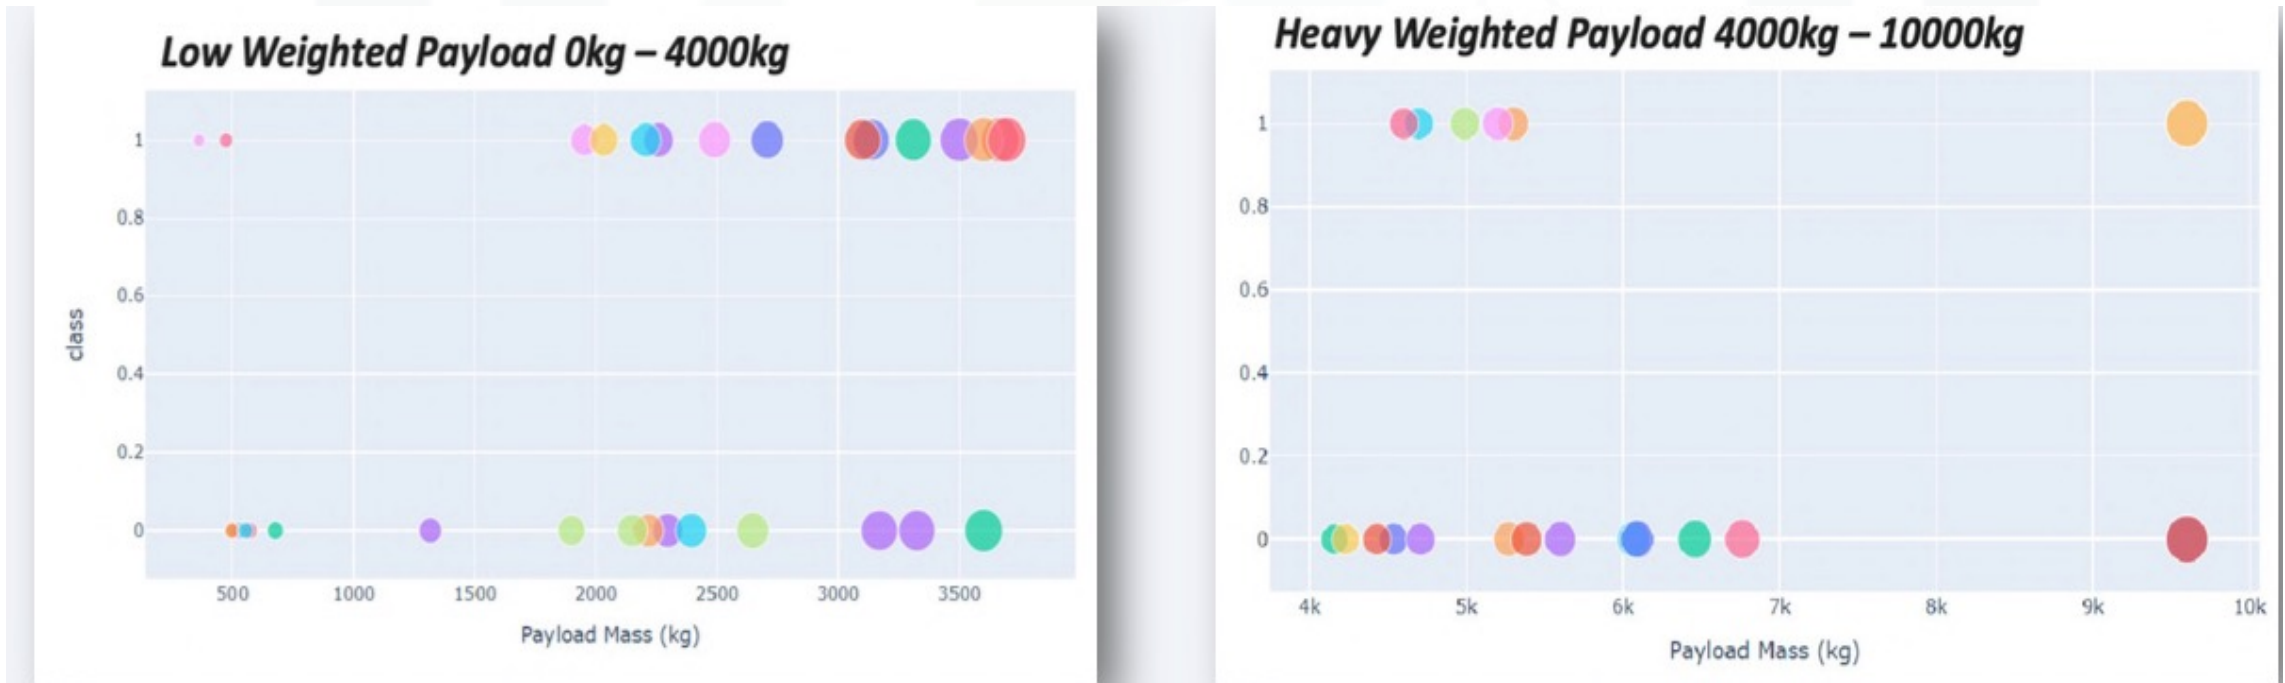 Low Weighted Payload 0kg – 4000kg
1
0.8
0.6
0.4
0.2
0
class
500 1000 1500 2000 2500 3000 3500
Payload Mass (kg)
Heavy Weighted Payload 4000kg – 10000kg
1
0.8
0.6
0.4
0.2
0
4k 5k 6k 7k 8k 9k 10k
Payload Mass (kg)